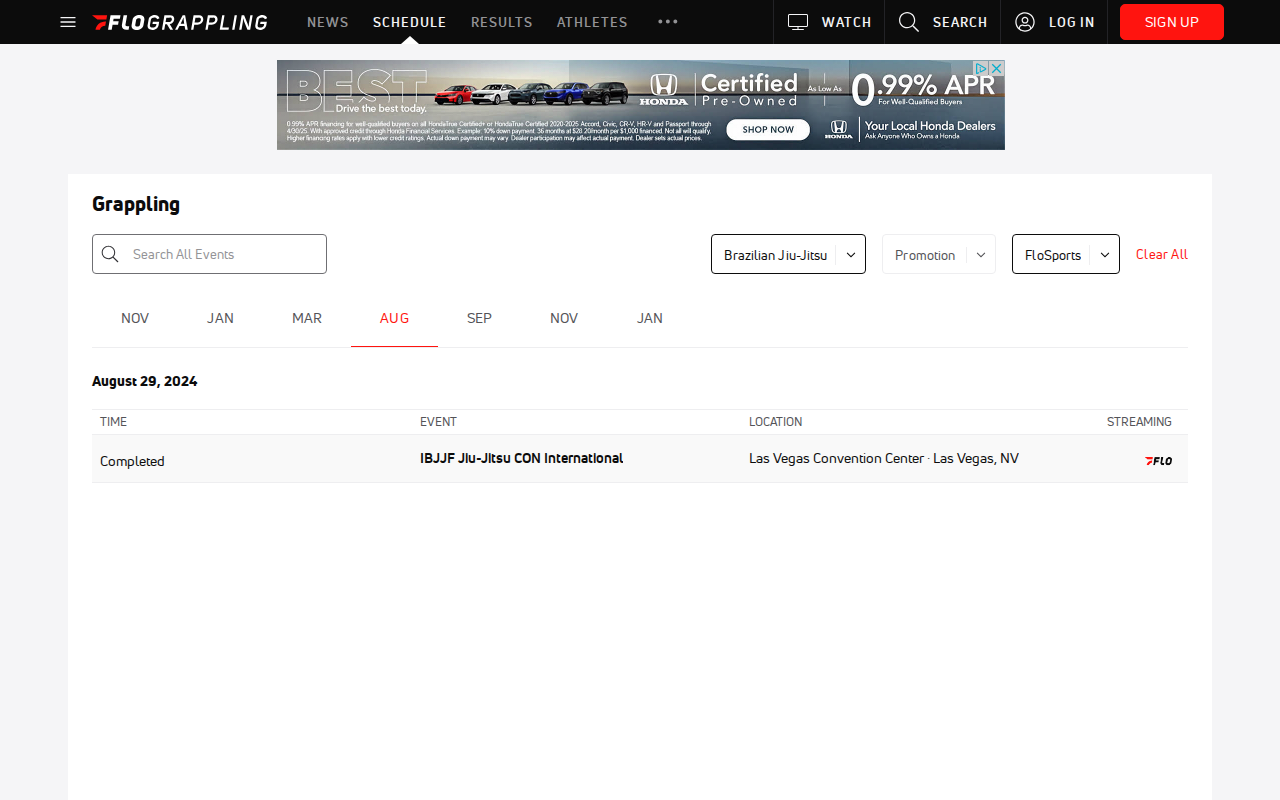 FLOGRAPPLING NEWS SCHEDULE RESULTS ATHLETES WATCH SEARCH LOG IN SIGN UP
BEST
Drive the best today.
0.99% APR financing for well-qualified buyers on all HondaTrue Certified+ or HondaTrue Certified 2020-2025 Accord, Civic, CR-V, HR-V and Passport through
4/30/25. With approved credit through Honda Financial Services. Example: 10% down payment. 36 months at $28.20/month per $1,000 financed. Not all will qualify.
Higher financing rates apply with lower credit ratings. Actual down payment may vary. Dealer participation may affect actual payment. Dealer sets actual prices.
HONDA
Certified
Pre-Owned
As Low As
0.99% APR
For Well-Qualified Buyers
SHOP NOW
HONDA
Your Local Honda Dealers
Ask Anyone Who Owns a Honda
Grappling
Search All Events Brazilian Jiu-Jitsu Promotion FloSports Clear All
NOV JAN MAR AUG SEP NOV JAN
August 29, 2024
TIME EVENT LOCATION STREAMING
Completed IBJJF Jiu-Jitsu CON International Las Vegas Convention Center · Las Vegas, NV FLO